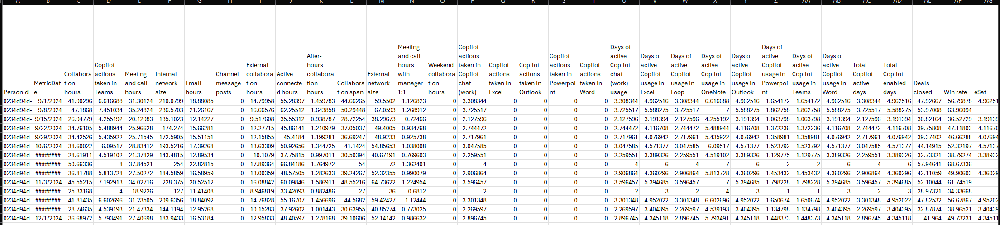 A B C D E F G H I J K L M N O P Q R S T U V W X Y Z AA AB AC AD AE AF AG
PersonId
MetricDat
e
Collabora
tion
hours
Copilot
actions
taken in
Teams
Meeting
and call
hours
Internal
network
size
Email
hours
Channel
message
posts
External
collabora
tion
hours
Active
connecte
d hours
After-
hours
collabora
tion
hours
Collabora
tion span
External
network
size
Meeting
and call
hours
with
manager
1:1
Weekend
collabora
tion
hours
Copilot
actions
taken in
Copilot
chat
(work)
Copilot
actions
taken in
Excel
Copilot
actions
taken in
Outlook
Copilot
actions
taken in
Powerpoi
nt
Copilot
actions
taken in
Word
Days of
active
Copilot
chat
(work)
usage
Days of
active
Copilot
usage in
Excel
Days of
active
Copilot
usage in
Loop
Days of
active
Copilot
usage in
OneNote
Days of
active
Copilot
usage in
Outlook
Days of
active
Copilot
usage in
Powerpoi
nt
Days of
active
Copilot
usage in
Teams
Days of
active
Copilot
usage in
Word
Total
Copilot
active
days
Total
Copilot
enabled
days
Deals
closed
Win rate
eSat
0234d94d- 9/1/2024 41.90296 6.616688 31.30124 210.0799 18.88085 0 14.79958 55.28397 1.459783 44.66265 59.5502 1.126823 0 3.308344 0 0 0 0 3.308344 4.962516 3.308344 6.616688 4.962516 1.654172 1.654172 4.962516 3.308344 4.962516 47.92667 56.79878 4.96251
0234d94d- 9/8/2024 47.1868 7.451034 35.24824 236.5703 21.26167 0 16.66576 62.25512 1.643858 50.29448 67.0593 1.268912 0 3.725517 0 0 0 0 3.725517 5.588275 3.725517 7 5.588275 1.862758 1.862758 5.588275 3.725517 5.588275 53.97008 63.96094
0234d94d- 9/15/2024 26.94779 4.255192 20.12983 135.1023 12.14227 0 9.517608 35.55312 0.938787 28.72254 38.29673 0.72466 0 2.127596 0 0 0 0 2.127596 3.191394 2.127596 4.255192 3.191394 1.063798 1.063798 3.191394 2.127596 3.191394 30.82164 36.52729 3.19139
0234d94d- 9/22/2024 34.76105 5.488944 25.96628 174.274 15.66281 0 12.27715 45.86141 1.210979 37.05037 49.4005 0.934768 0 2.744472 0 0 0 0 2.744472 4.116708 2.744472 5.488944 4.116708 1.372236 1.372236 4.116708 2.744472 4.116708 39.75808 47.11803 4.11670
0234d94d- 9/29/2024 34.42526 5.435922 25.71545 172.5905 15.51151 0 12.15855 45.4184 1.199281 36.69247 48.9233 0.925738 0 2.717961 0 0 0 0 2.717961 4.076942 2.717961 5.435922 4.076942 1.358981 1.358981 4.076942 2.717961 4.076942 39.37402 46.66288 4.07694
0234d94d- 10/6/2024 38.60022 6.09517 28.83412 193.5216 17.39268 0 13.63309 50.92656 1.344725 41.1424 54.85653 1.038008 0 3.047585 0 0 0 0 3.047585 4.571377 3.047585 6.09517 4.571377 1.523792 1.523792 4.571377 3.047585 4.571377 44.14915 52.32197 4.57137
0234d94d- ######## 28.61911 4.519102 21.37829 143.4815 12.89534 0 10.1079 37.75815 0.997011 30.50394 40.67191 0.769603 0 2.259551 0 0 0 0 2.259551 3.389326 2.259551 4.519102 3.389326 1.129775 1.129775 3.389326 2.259551 3.389326 32.73321 38.79274 3.38932
0234d94d- ######## 50.66336 8 37.84521 254 22.82815 0 17.89364 66.84186 1.764972 54 72 1.362401 0 4 0 0 0 0 4 6 4 7 6 2 2 6 4 6 57.94641 68.67336
0234d94d- ######## 36.81788 5.813728 27.50272 184.5859 16.58959 0 13.00359 48.57505 1.282633 39.24267 52.32355 0.990079 0 2.906864 0 0 0 0 2.906864 4.360296 2.906864 5.813728 4.360296 1.453432 1.453432 4.360296 2.906864 4.360296 42.11059 49.90603 4.36029
0234d94d- 11/3/2024 45.55215 7.192913 34.02716 228.375 20.52512 0 16.08842 60.09846 1.586911 48.55216 64.73622 1.224954 0 3.596457 0 0 0 0 3.596457 5.394685 3.596457 7 5.394685 1.798228 1.798228 5.394685 3.596457 5.394685 52.10044 61.74519
0234d94d- ######## 25.33168 4 18.9226 127 11.41408 0 8.946819 33.42093 0.882486 27 36 0.6812 0 2 0 0 0 0 2 3 2 4 3 1 1 3 2 3 28.97321 34.33668
0234d94d- ######## 41.81435 6.602696 31.23505 209.6356 18.84092 0 14.76828 55.16707 1.456696 44.5682 59.42427 1.12444 0 3.301348 0 0 0 0 3.301348 4.952022 3.301348 6.602696 4.952022 1.650674 1.650674 4.952022 3.301348 4.952022 47.82532 56.67867 4.95202
0234d94d- ######## 28.74635 4.539193 21.47334 144.1194 12.95268 0 10.15283 37.92602 1.001443 30.63955 40.85274 0.773025 0 2.269597 0 0 0 0 2.269597 3.404395 2.269597 4.539193 3.404395 1.134798 1.134798 3.404395 2.269597 3.404395 32.87874 38.96521 3.40439
0234d94d- 12/1/2024 36.68972 5.793491 27.40698 183.9433 16.53184 0 12.95833 48.40597 1.278168 39.10606 52.14142 0.986632 0 2.896745 0 0 0 0 2.896745 4.345118 2.896745 5.793491 4.345118 1.448373 1.448373 4.345118 2.896745 4.345118 41.964 49.73231 4.34511